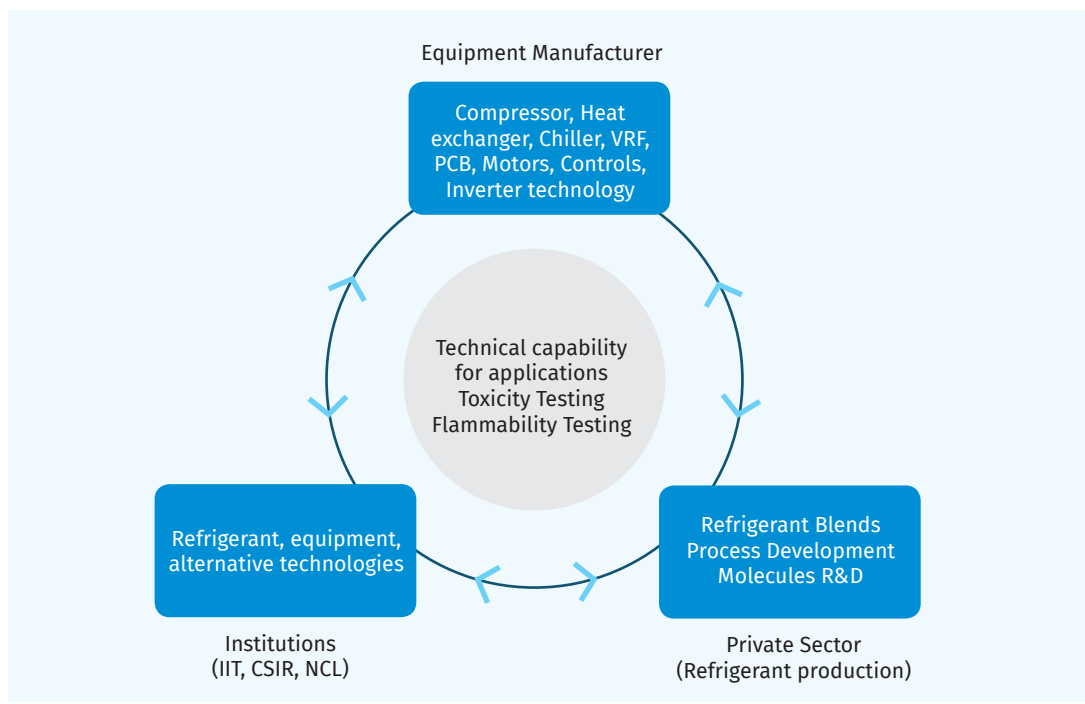 Equipment Manufacturer
Compressor, Heat
exchanger, Chiller, VRF,
PCB, Motors, Controls,
Inverter technology
Technical capability
for applications
Toxicity Testing
Flammability Testing
Refrigerant, equipment,
alternative technologies
Institutions
(IIT, CSIR, NCL)
Refrigerant Blends
Process Development
Molecules R&D
Private Sector
(Refrigerant production)